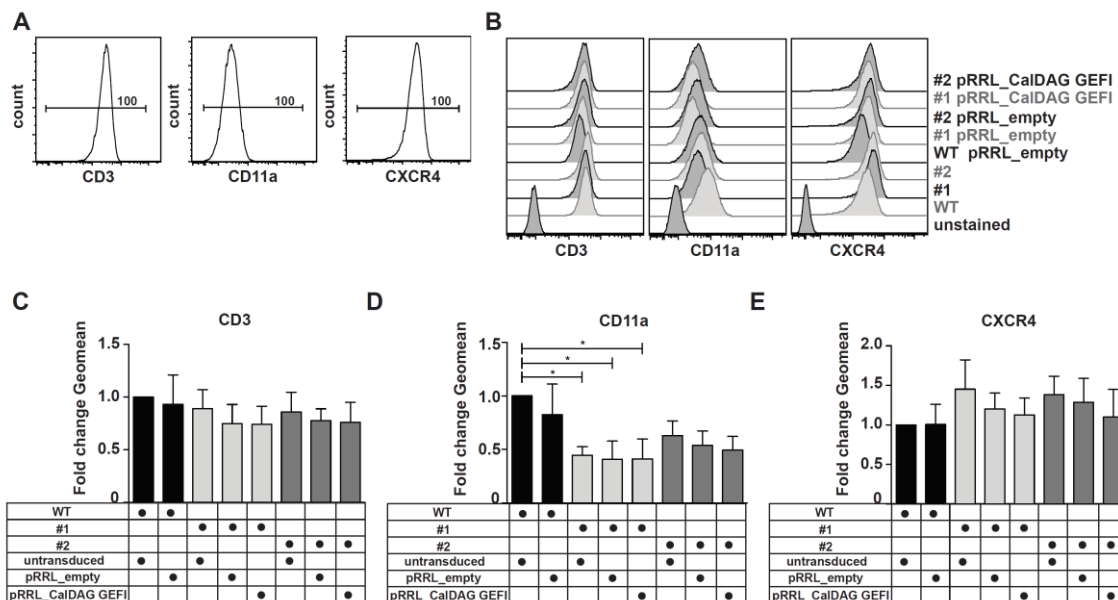 A
count
100
CD3
count
100
CD11a
count
100
CXCR4
B
CD3
CD11a
CXCR4
#2 pRRL_CalDAG GEFI
#1 pRRL_CalDAG GEFI
#2 pRRL_empty
#1 pRRL_empty
WT pRRL_empty
#2
#1
WT
unstained
C
CD3
Fold change Geomean
1.5
1.0
0.5
0
WT
#1
#2
untransduced
pRRL_empty
pRRL_CalDAG GEFI
D
CD11a
Fold change Geomean
1.5
1.0
0.5
0
*
*
*
WT
#1
#2
untransduced
pRRL_empty
pRRL_CalDAG GEFI
E
CXCR4
Fold change Geomean
2.0
1.5
1.0
0.5
0
WT
#1
#2
untransduced
pRRL_empty
pRRL_CalDAG GEFI